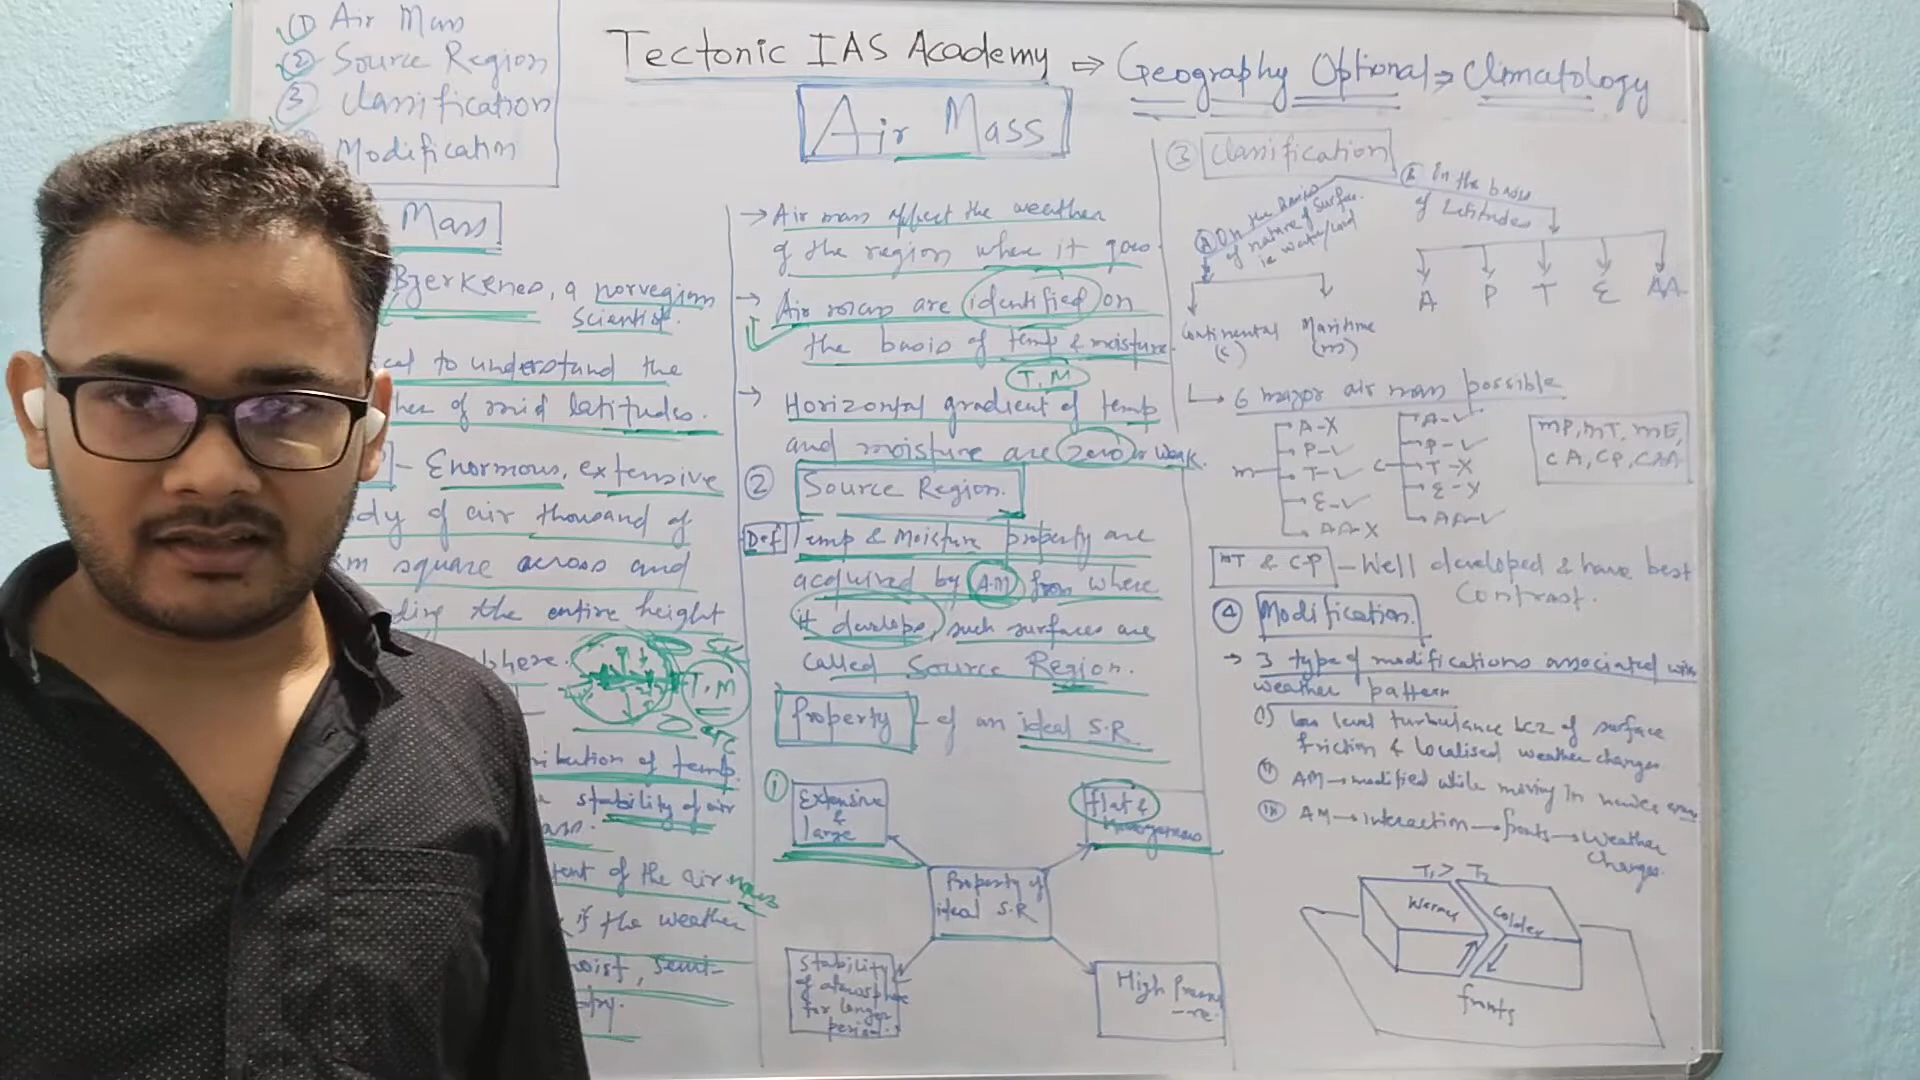 ① Air Mass
② Source Region
③ Classification
Modification
Tectonic IAS Academy ⇒ Geography Optional ⇒ Climatology
Air Mass
Mass
Bjerkenes, a norwegian
scientist.
to understand the
of mid latitudes.
- Enormous, extensive
of air thousand of
square across and
the entire height
T, M
of temp.
stability of air
of the air mass
if the weather
→ Air mass affect the weather
of the region where it goes
→ Air mass are identified on
the basis of temp & moisture
T, M
→ Horizontal gradient of temp
and moisture are zero or weak.
② Source Region.
Def Temp & Moisture property are
acquired by A.M from where
it develops, such surfaces are
called Source Region.
Property of an ideal S.R.
①
Extensive
&
large
Flat &
Property of
ideal S.R
Stability
of atmosphere
for longer
period.
High Pressu
-re.
③ Classification
Ⓐ On the basis
of nature of surface
ie water/land
Ⓑ On the basis
of Latitudes
A P T E AA
Continental
(c)
Maritime
(m)
↳ 6 major air mass possible
m
A-X
P-✓
T-✓
E-✓
AA-X
c
A-✓
P-✓
T-X
E-X
AA-✓
mP, mT, mE,
cA, cP, cAA
mT & cP - Well developed & have best
Contrast.
④ Modification.
→ 3 type of modifications associated with
weather pattern
(i) low level turbulance bcz of surface
friction & localised weather changes
(ii) AM → modified while moving in
(iii) AM → interaction → fronts → weather
changes.
T₁ > T₂
Warmer
Colder
fronts